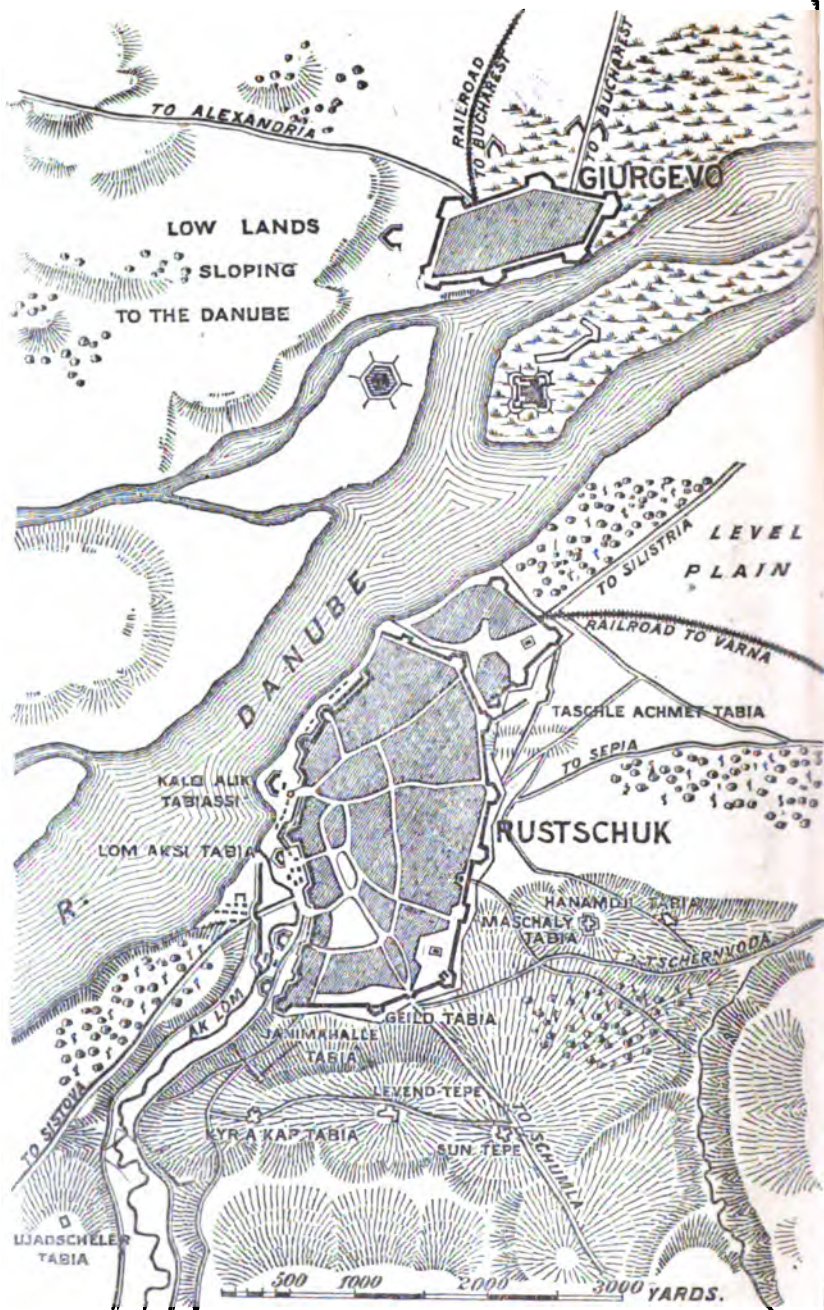 TO ALEXANDRIA
RAILROAD
TO BUCHAREST
TO BUCHAREST
GIURGEVO
LOW LANDS
SLOPING
TO THE DANUBE
LEVEL
PLAIN
TO SILISTRIA
RAILROAD TO VARNA
R. DANUBE
TASCHLE ACHMET TABIA
TO SEPIA
KALO ALIK
TABIASSI
RUSTSCHUK
LOM AKSI TABIA
HANAMDJI TABIA
MASCHALY
TABIA
TO TSCHERNVODA
AK LOM
GEILD TABIA
JANIMAHALLE
TABIA
LEVEND-TEPE
TO SISTOVA
KYR A KAP TABIA
SUN TEPE
TO SCHUMLA
TABIA
500 1000 2000 3000 YARDS.